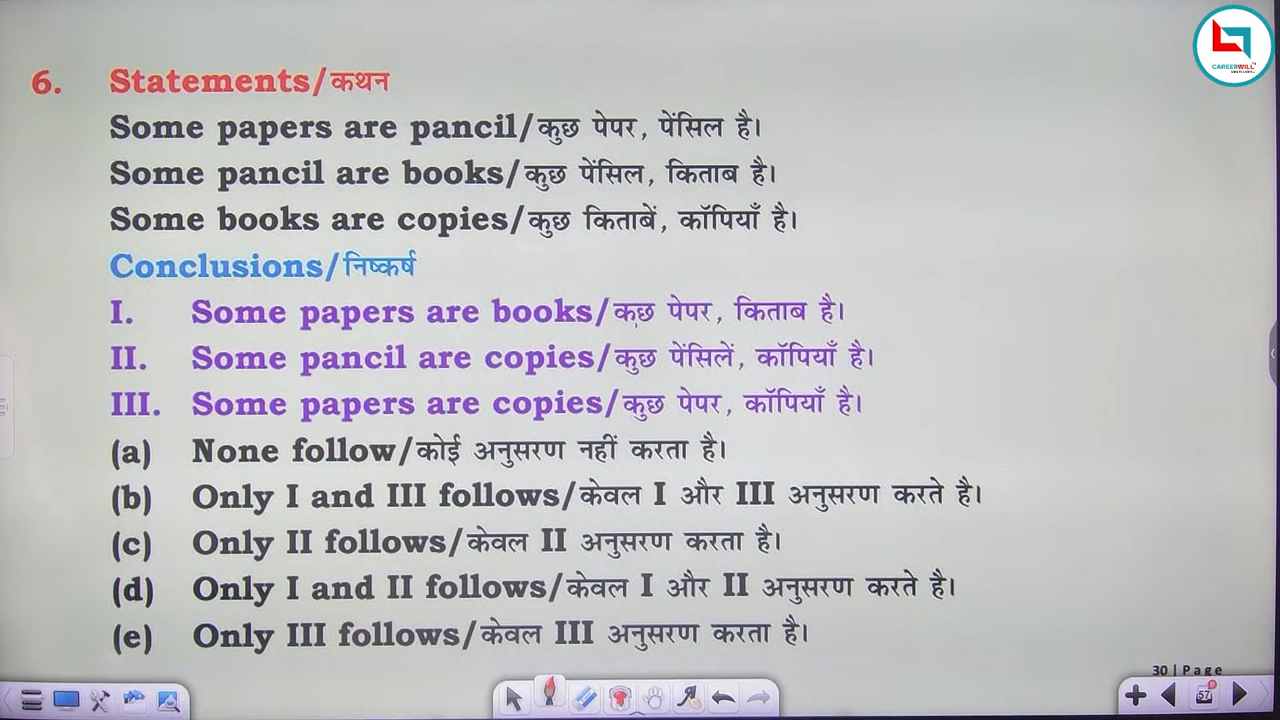 CAREERWILL
6. Statements/कथन
Some papers are pancil/कुछ पेपर, पेंसिल है।
Some pancil are books/कुछ पेंसिल, किताब है।
Some books are copies/कुछ किताबें, कॉपियाँ है।
Conclusions/निष्कर्ष
I. Some papers are books/कुछ पेपर, किताब है।
II. Some pancil are copies/कुछ पेंसिलें, कॉपियाँ है।
III. Some papers are copies/कुछ पेपर, कॉपियाँ है।
(a) None follow/कोई अनुसरण नहीं करता है।
(b) Only I and III follows/केवल I और III अनुसरण करते है।
(c) Only II follows/केवल II अनुसरण करता है।
(d) Only I and II follows/केवल I और II अनुसरण करते है।
(e) Only III follows/केवल III अनुसरण करता है।
30 | Page
57